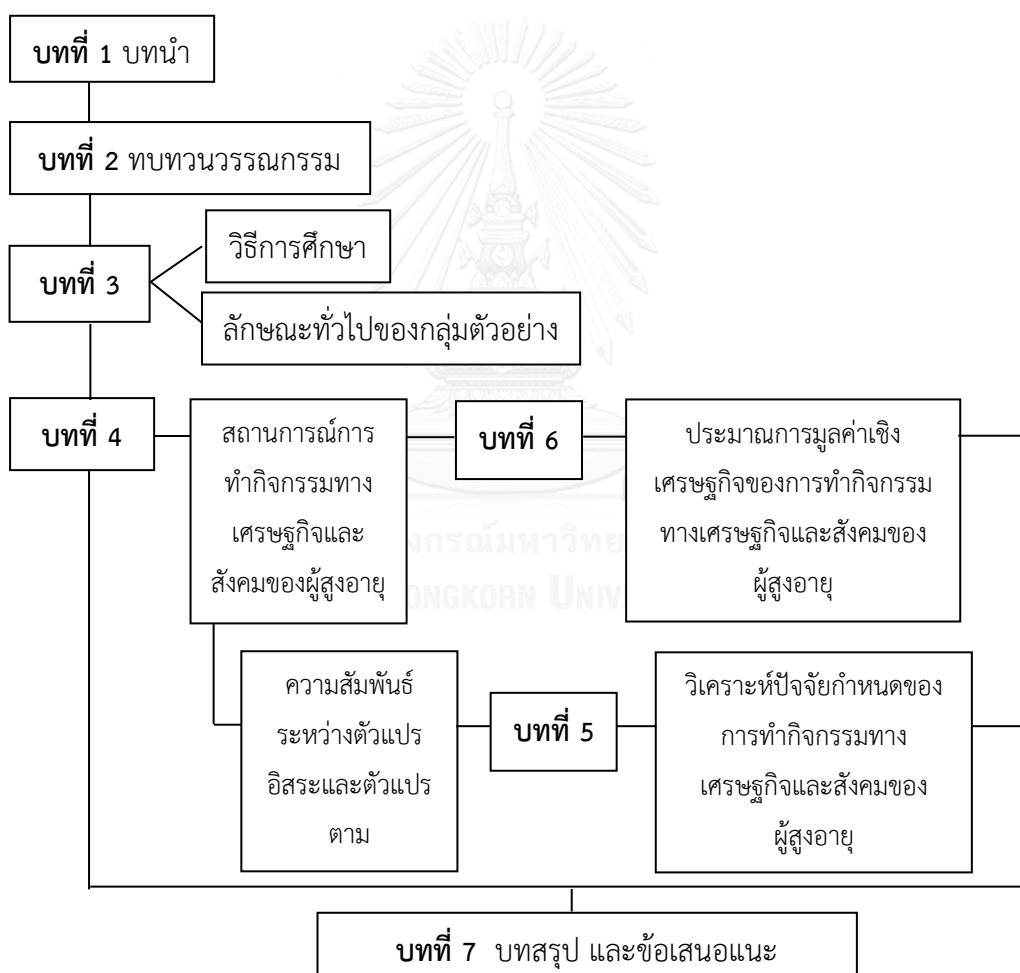 บทที่ 1 บทนำ
บทที่ 2 ทบทวนวรรณกรรม
วิธีการศึกษา
บทที่ 3
ลักษณะทั่วไปของกลุ่มตัวอย่าง
บทที่ 4
สถานการณ์การ
ทำกิจกรรมทาง
เศรษฐกิจและ
สังคมของผู้สูงอายุ
บทที่ 6
ประมาณการมูลค่าเชิง
เศรษฐกิจของการทำกิจกรรม
ทางเศรษฐกิจและสังคมของ
ผู้สูงอายุ
งกรณ์มหาวิทย
ONGKORN UNIV
ความสัมพันธ์
ระหว่างตัวแปร
อิสระและตัวแปร
ตาม
บทที่ 5
วิเคราะห์ปัจจัยกำหนดของ
การทำกิจกรรมทาง
เศรษฐกิจและสังคมของ
ผู้สูงอายุ
บทที่ 7 บทสรุป และข้อเสนอแนะ